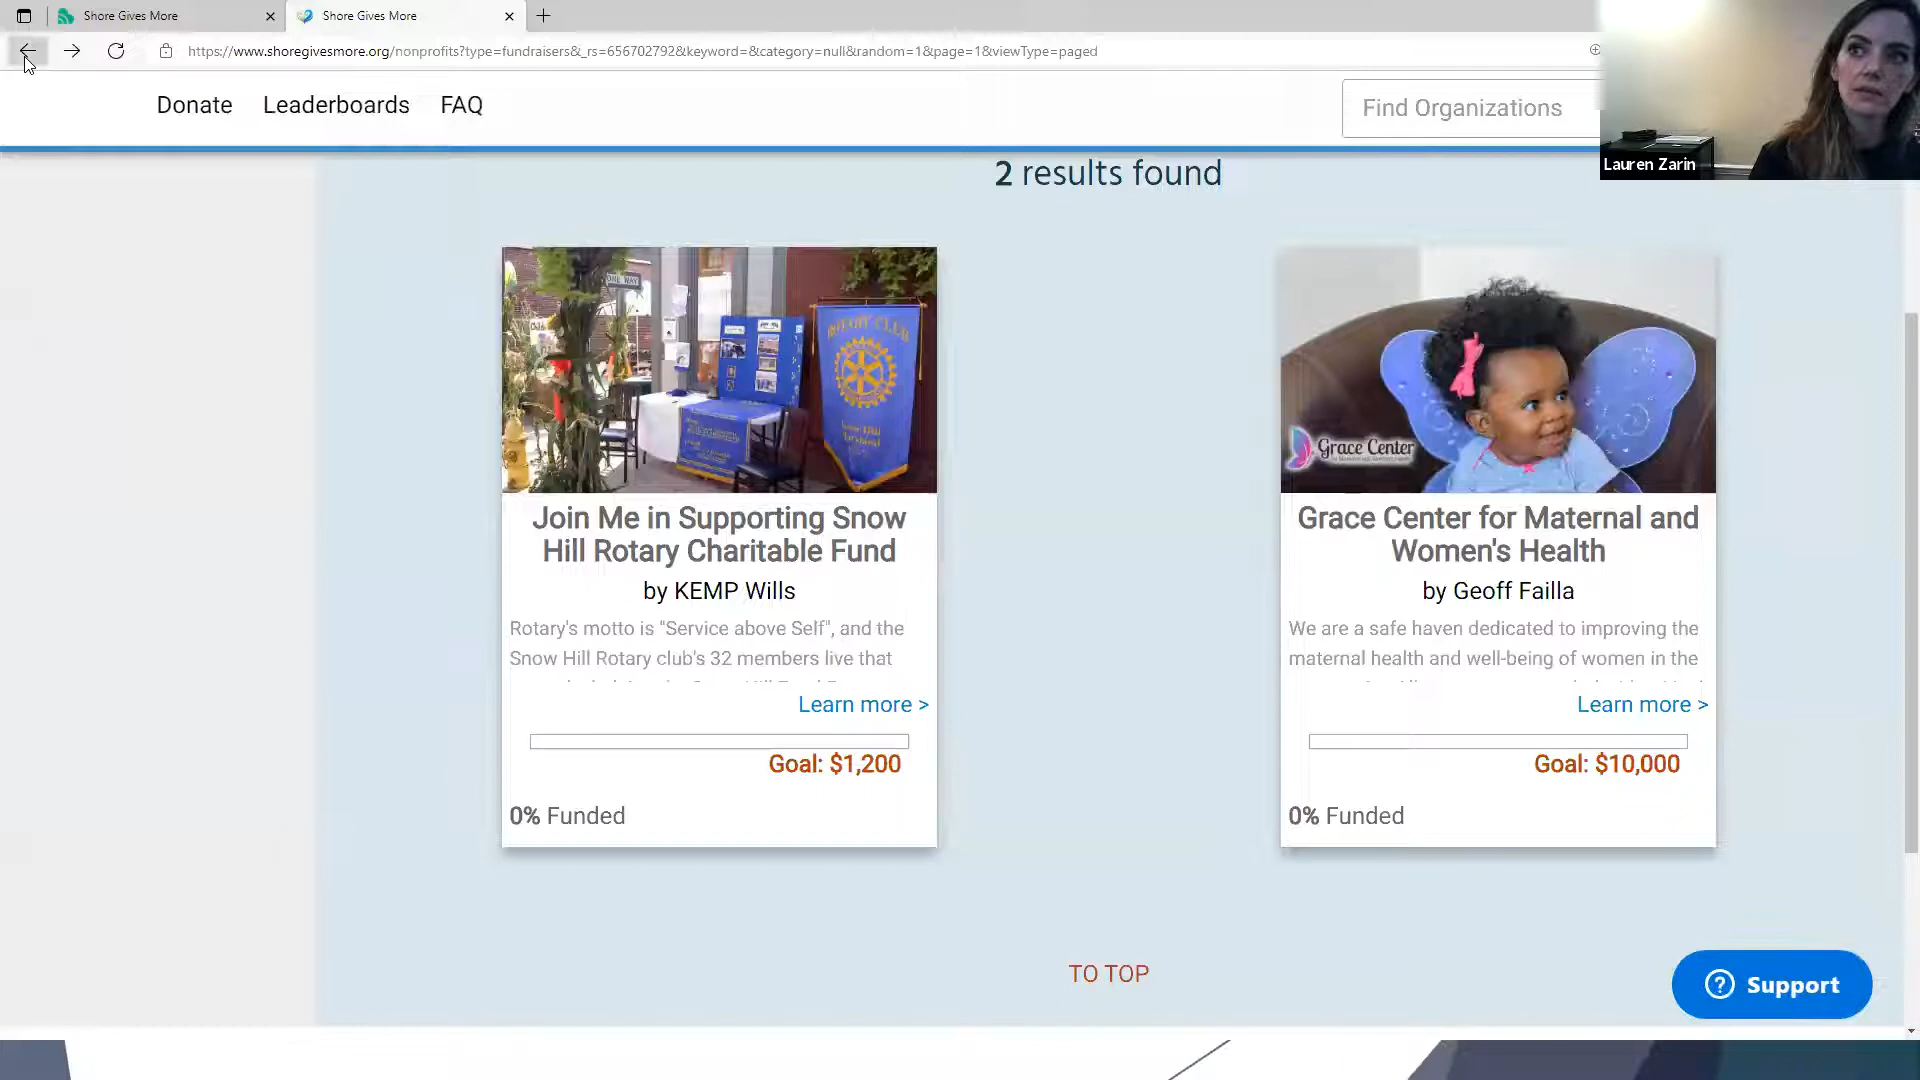 Shore Gives More
Shore Gives More
https://www.shoregivesmore.org/nonprofits?type=fundraisers&_rs=656702792&keyword=&category=null&random=1&page=1&viewType=paged
Donate Leaderboards FAQ
Find Organizations
Lauren Zarin
2 results found
ONE WAY
ROTARY CLUB
Grace Center
Join Me in Supporting Snow
Hill Rotary Charitable Fund
by KEMP Wills
Rotary's motto is "Service above Self", and the
Snow Hill Rotary club's 32 members live that
Learn more >
Goal: $1,200
0% Funded
Grace Center for Maternal and
Women's Health
by Geoff Failla
We are a safe haven dedicated to improving the
maternal health and well-being of women in the
Learn more >
Goal: $10,000
0% Funded
TO TOP
Support